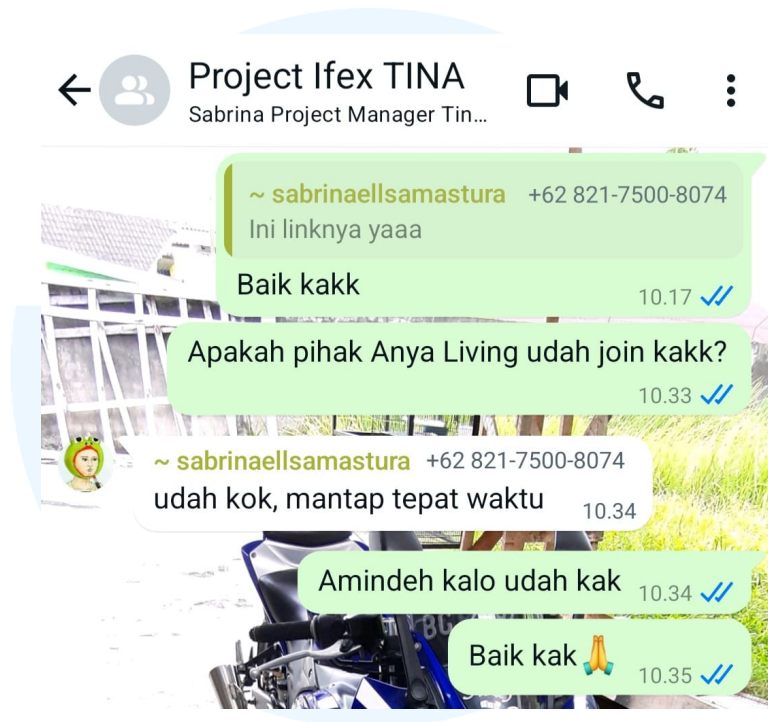 Project Ifex TINA
Sabrina Project Manager Tin...
~ sabrinaellsamastura +62 821-7500-8074
Ini linknya yaaa
Baik kakk
10.17
Apakah pihak Anya Living udah join kakk?
10.33
~ sabrinaellsamastura +62 821-7500-8074
udah kok, mantap tepat waktu
10.34
Amindeh kalo udah kak 10.34
BG
Baik kak🙏
10.35